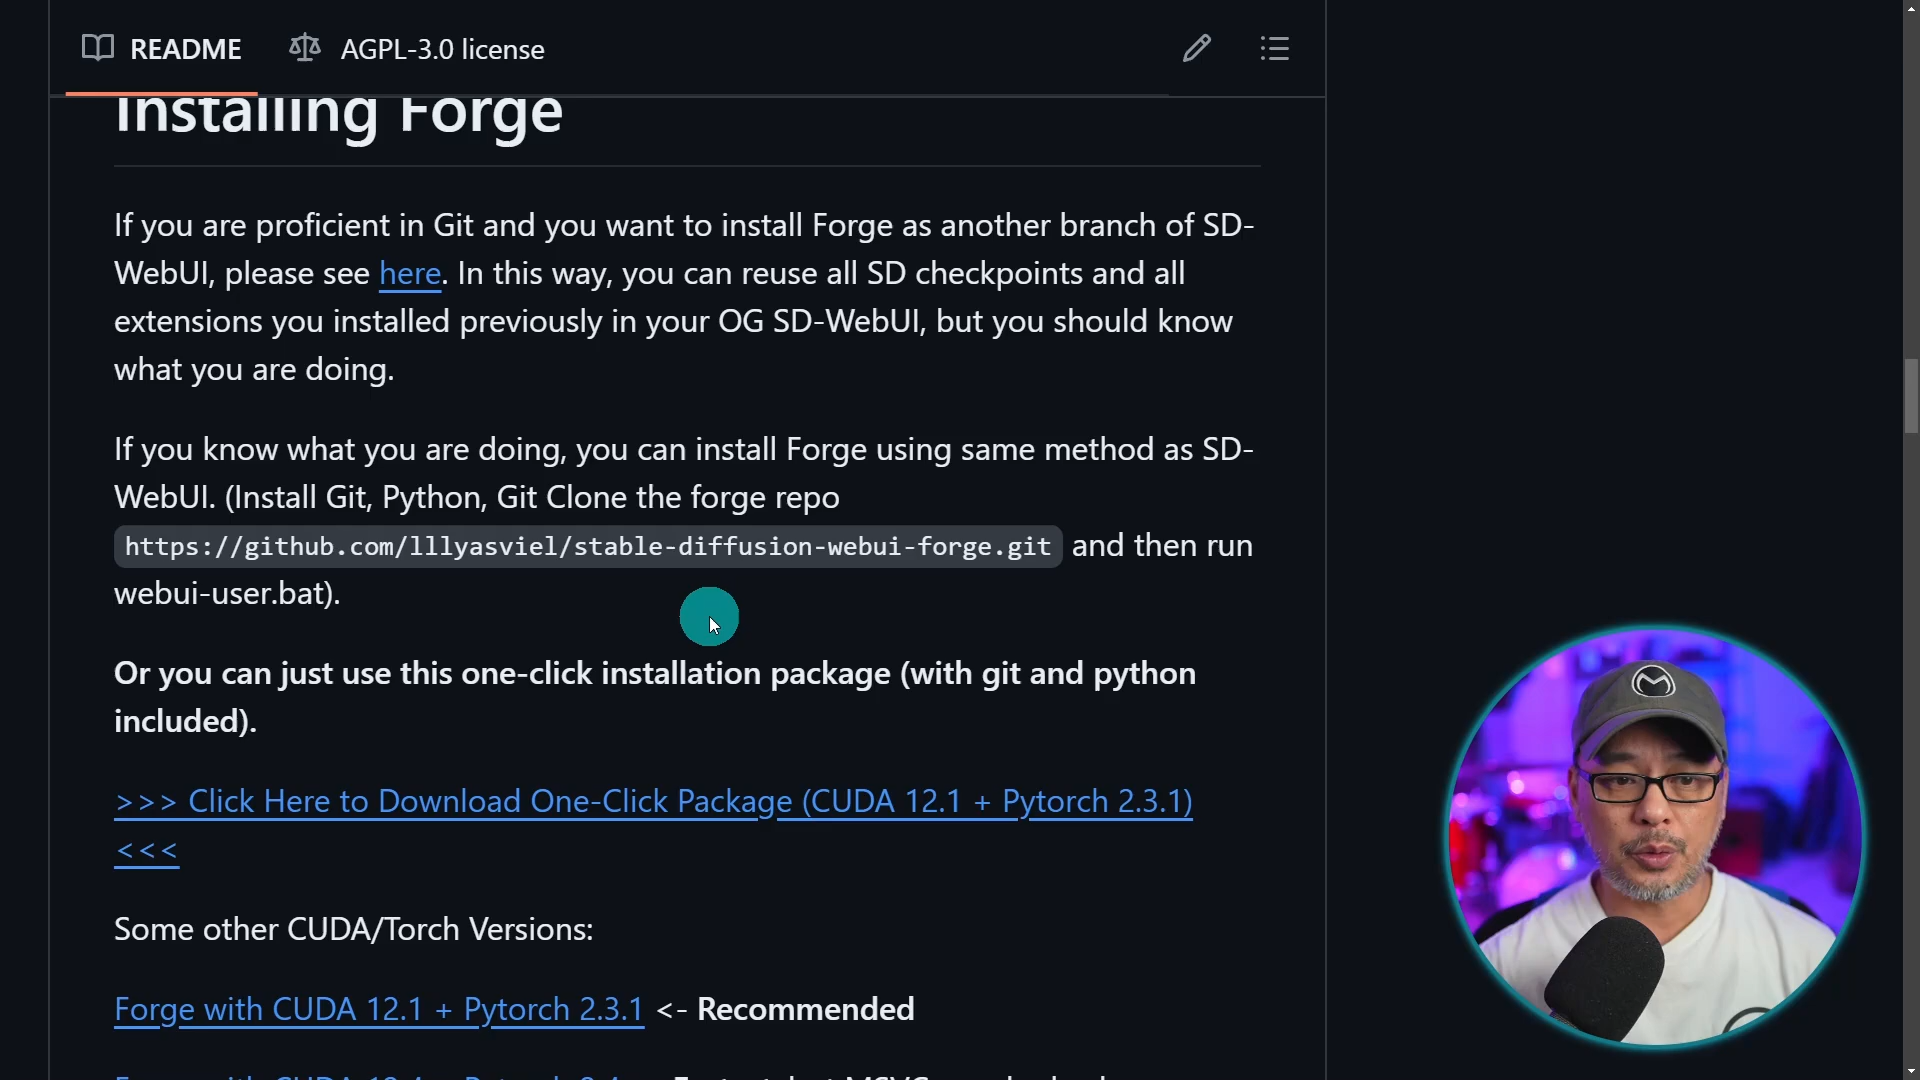 README
AGPL-3.0 license
Installing Forge
If you are proficient in Git and you want to install Forge as another branch of SD-
WebUI, please see here. In this way, you can reuse all SD checkpoints and all
extensions you installed previously in your OG SD-WebUI, but you should know
what you are doing.
If you know what you are doing, you can install Forge using same method as SD-
WebUI. (Install Git, Python, Git Clone the forge repo
https://github.com/lllyasviel/stable-diffusion-webui-forge.git and then run
webui-user.bat).
Or you can just use this one-click installation package (with git and python
included).
>>> Click Here to Download One-Click Package (CUDA 12.1 + Pytorch 2.3.1)
<<<
Some other CUDA/Torch Versions:
Forge with CUDA 12.1 + Pytorch 2.3.1 <- Recommended